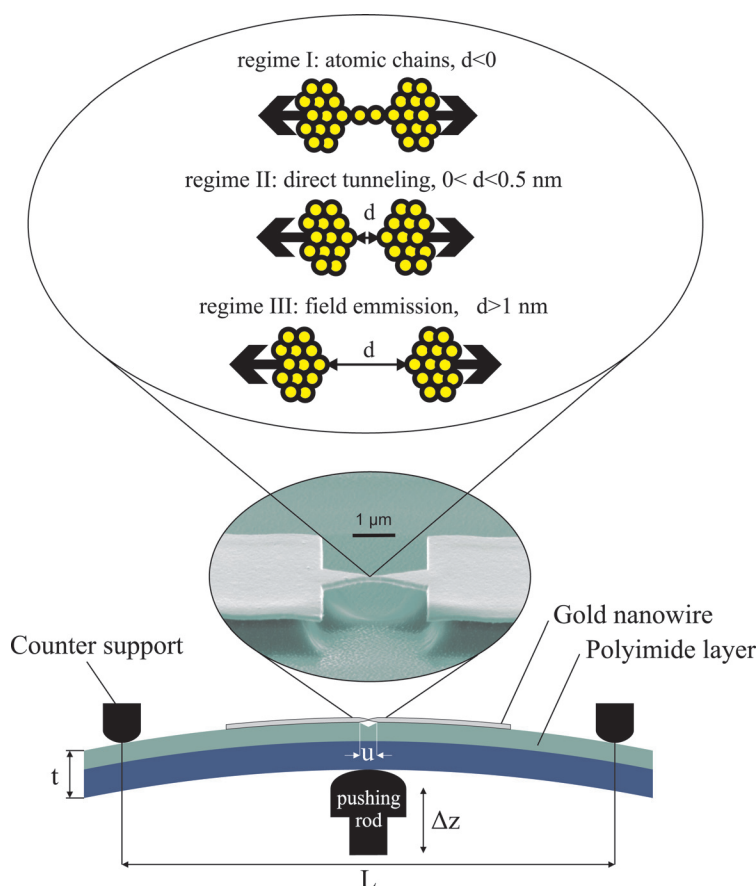 regime I: atomic chains, d<0
regime II: direct tunneling, 0< d<0.5 nm
d
regime III: field emmission, d>1 nm
d
1 µm
Gold nanowire
Counter support
Polyimide layer
u
t
pushing
rod
Δz
L